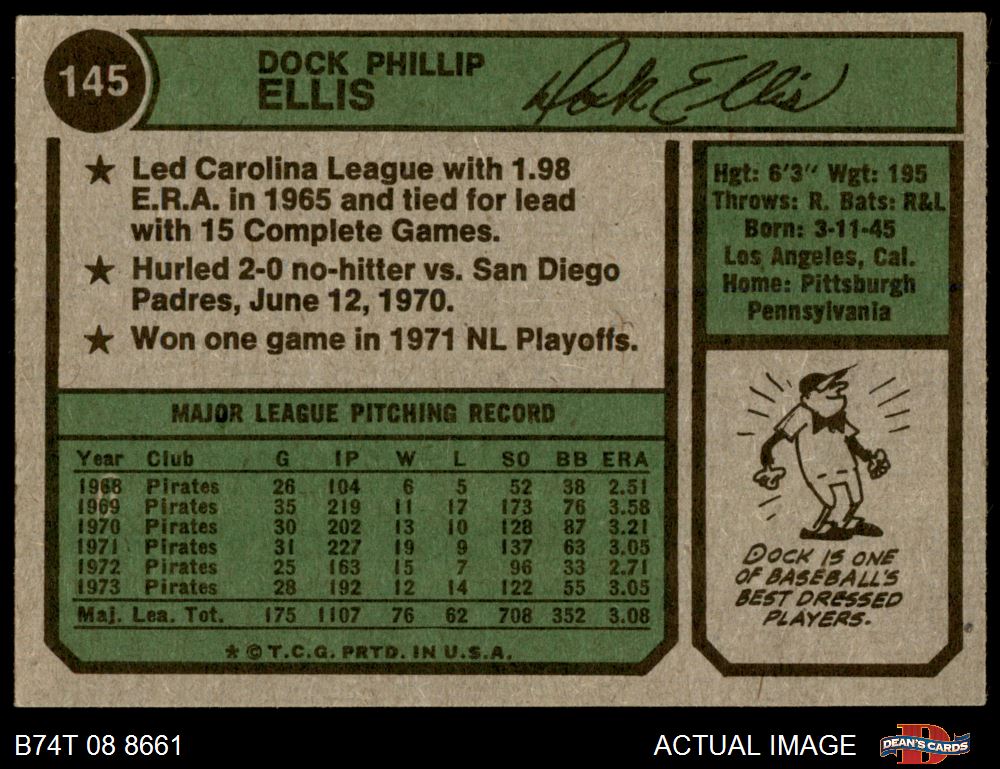 145
DOCK PHILLIP
ELLIS
Dock Ellis
★ Led Carolina League with 1.98
E.R.A. in 1965 and tied for lead
with 15 Complete Games.
★ Hurled 2-0 no-hitter vs. San Diego
Padres, June 12, 1970.
★ Won one game in 1971 NL Playoffs.
Hgt: 6'3" Wgt: 195
Throws: R. Bats: R&L
Born: 3-11-45
Los Angeles, Cal.
Home: Pittsburgh
Pennsylvania
MAJOR LEAGUE PITCHING RECORD
Year Club G IP W L SO BB ERA
1968 Pirates 26 104 6 5 52 38 2.51
1969 Pirates 35 219 11 17 173 76 3.58
1970 Pirates 30 202 13 10 128 87 3.21
1971 Pirates 31 227 19 9 137 63 3.05
1972 Pirates 25 163 15 7 96 33 2.71
1973 Pirates 28 192 12 14 122 55 3.05
Maj. Lea. Tot. 175 1107 76 62 708 352 3.08
★ © T.C.G. PRTD. IN U.S.A.
DOCK IS ONE
OF BASEBALL'S
BEST DRESSED
PLAYERS.
B74T 08 8661
ACTUAL IMAGE
DEAN'S CARDS